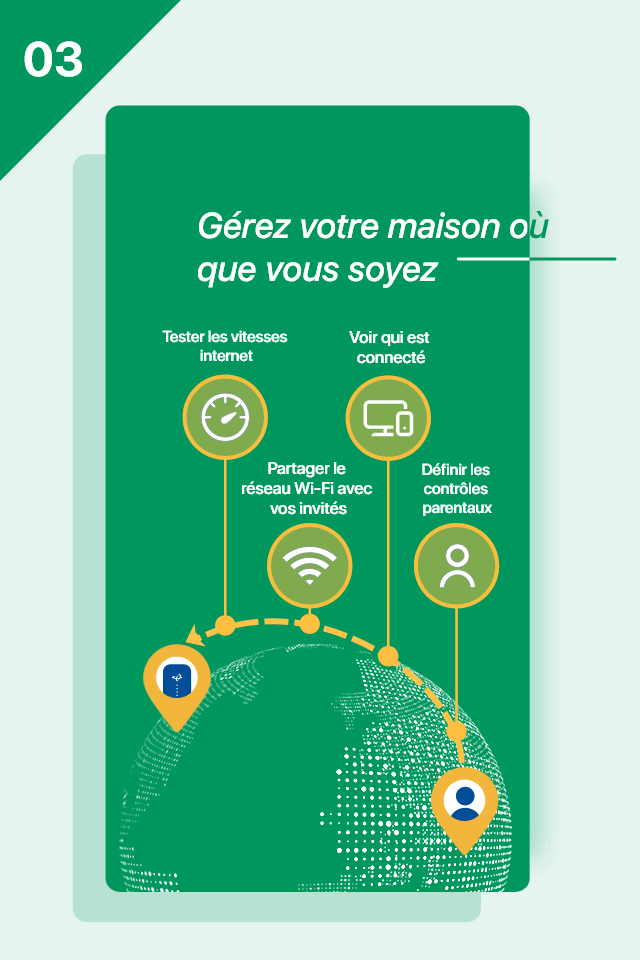 03
Gérez votre maison où
que vous soyez
Tester les vitesses
internet
Voir qui est
connecté
Partager le
réseau Wi-Fi avec
vos invités
Définir les
contrôles
parentaux